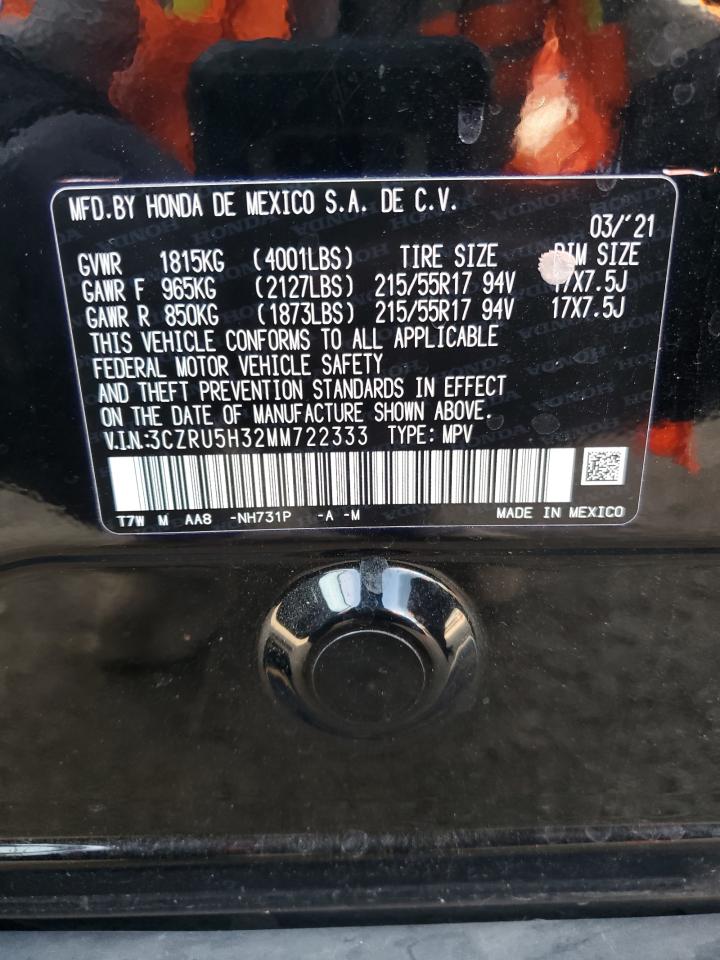 MFD.BY HONDA DE MEXICO S.A. DE C.V.
03/'21
GVWR 1815KG (4001LBS) TIRE SIZE RIM SIZE
GAWR F 965KG (2127LBS) 215/55R17 94V 17X7.5J
GAWR R 850KG (1873LBS) 215/55R17 94V 17X7.5J
THIS VEHICLE CONFORMS TO ALL APPLICABLE
FEDERAL MOTOR VEHICLE SAFETY
AND THEFT PREVENTION STANDARDS IN EFFECT
ON THE DATE OF MANUFACTURE SHOWN ABOVE.
V.I.N:3CZRU5H32MM722333 TYPE: MPV
T7W M AA8 -NH731P -A -M MADE IN MEXICO